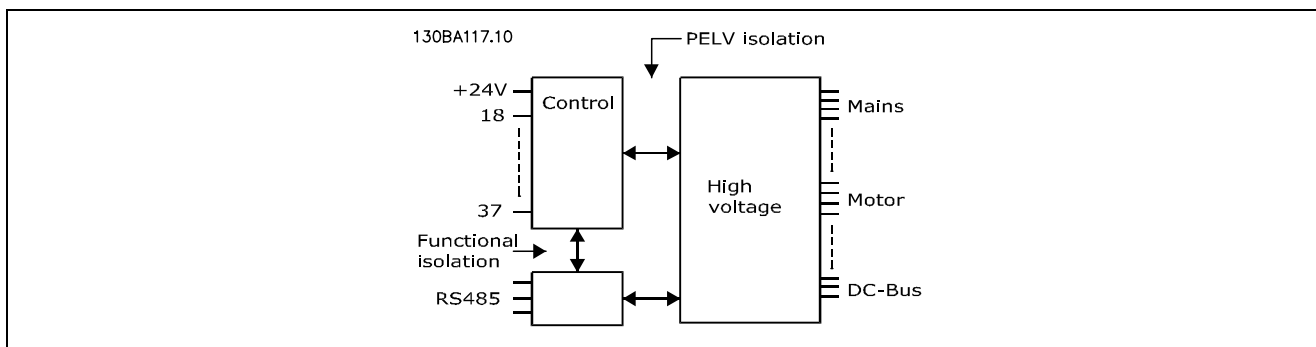 130BA117.10
PELV isolation
+24V
Control
18
Mains
High
voltage
Motor
37
Functional
isolation
RS485
DC-Bus